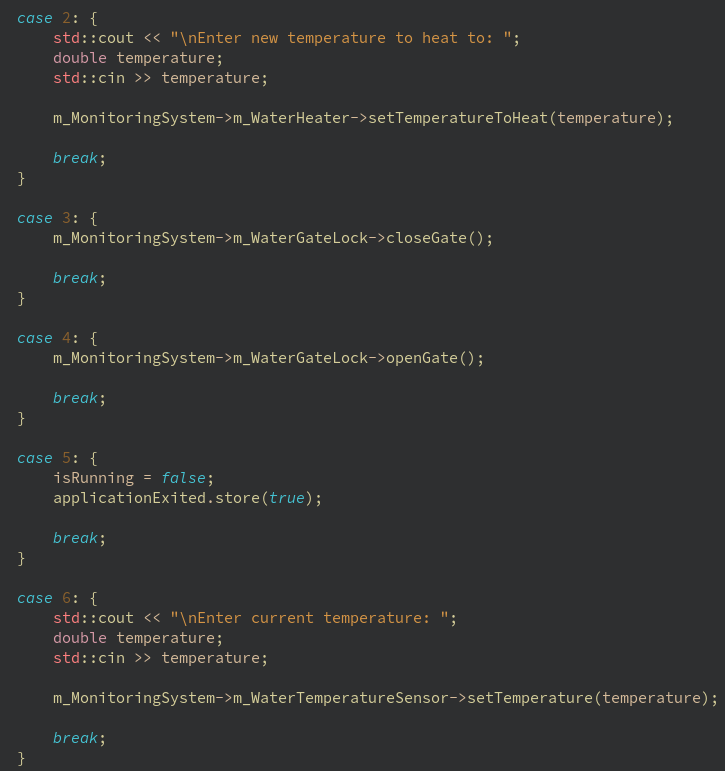 case 2: {
    std::cout << "\nEnter new temperature to heat to: ";
    double temperature;
    std::cin >> temperature;

    m_MonitoringSystem->m_WaterHeater->setTemperatureToHeat(temperature);

    break;
}

case 3: {
    m_MonitoringSystem->m_WaterGateLock->closeGate();

    break;
}

case 4: {
    m_MonitoringSystem->m_WaterGateLock->openGate();

    break;
}

case 5: {
    isRunning = false;
    applicationExited.store(true);

    break;
}

case 6: {
    std::cout << "\nEnter current temperature: ";
    double temperature;
    std::cin >> temperature;

    m_MonitoringSystem->m_WaterTemperatureSensor->setTemperature(temperature);

    break;
}